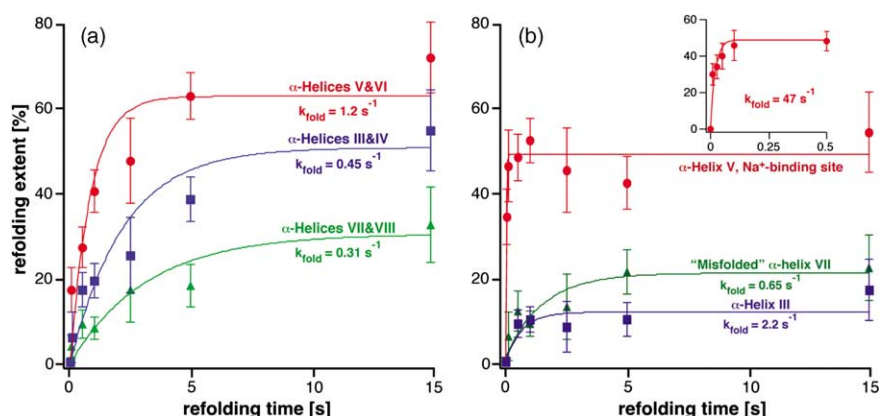 refolding extent [%]
80
60
40
20
0
(a)
α-Helices V&VI
k_fold = 1.2 s⁻¹
α-Helices III&IV
k_fold = 0.45 s⁻¹
α-Helices VII&VIII
k_fold = 0.31 s⁻¹
0 5 10 15
refolding time [s]
80
60
40
20
0
(b)
60
40
20
0
k_fold = 47 s⁻¹
0 0.5
α-Helix V, Na⁺-binding site
"Misfolded" α-helix VII
k_fold = 0.65 s⁻¹
α-Helix III
k_fold = 2.2 s⁻¹
0 5 10 15
refolding time [s]